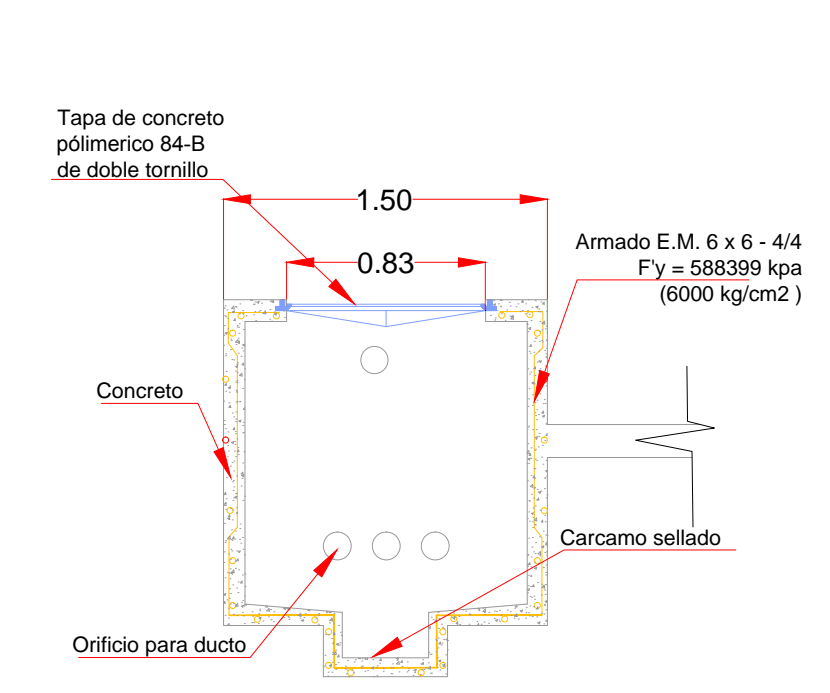 Tapa de concreto
pólimerico 84-B
de doble tornillo
1.50
0.83
Armado E.M. 6 x 6 - 4/4
F'y = 588399 kpa
(6000 kg/cm2 )
Concreto
Carcamo sellado
Orificio para ducto